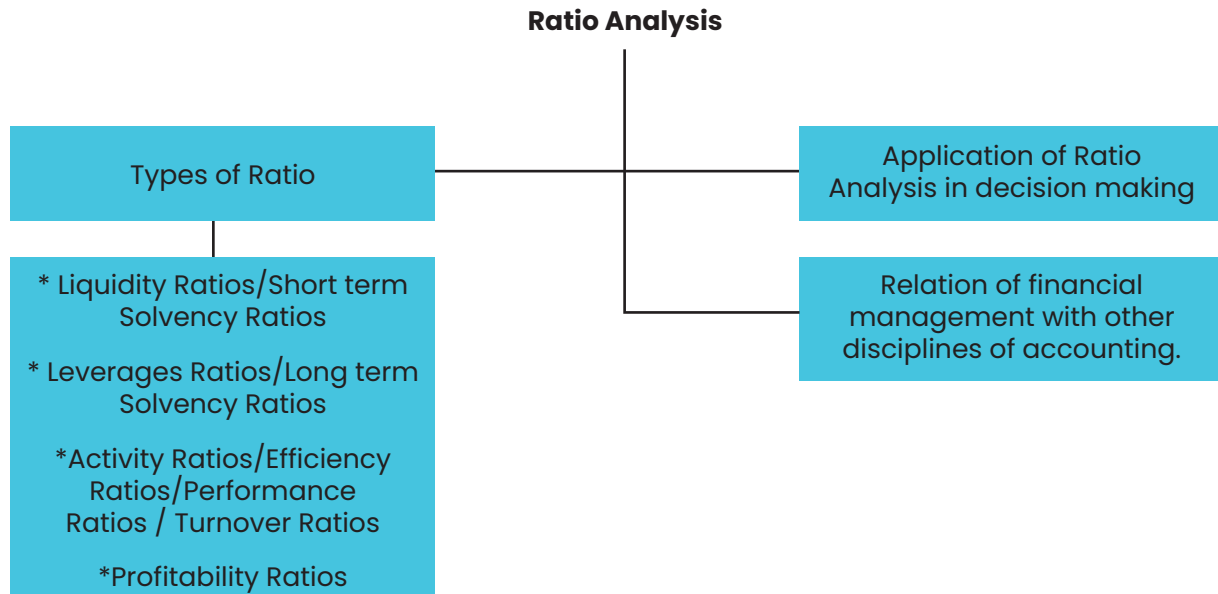 Ratio Analysis
Types of Ratio
* Liquidity Ratios/Short term
Solvency Ratios
* Leverages Ratios/Long term
Solvency Ratios
*Activity Ratios/Efficiency
Ratios/Performance
Ratios / Turnover Ratios
*Profitability Ratios
Application of Ratio
Analysis in decision making
Relation of financial
management with other
disciplines of accounting.